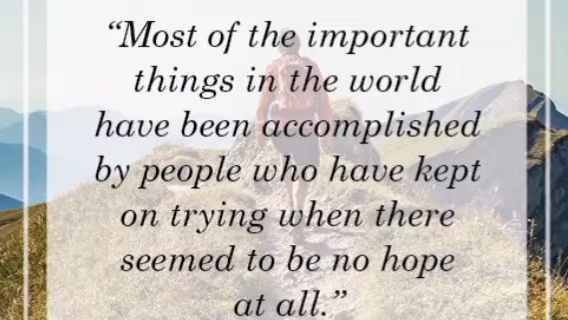 “Most of the important
things in the world
have been accomplished
by people who have kept
on trying when there
seemed to be no hope
at all.”